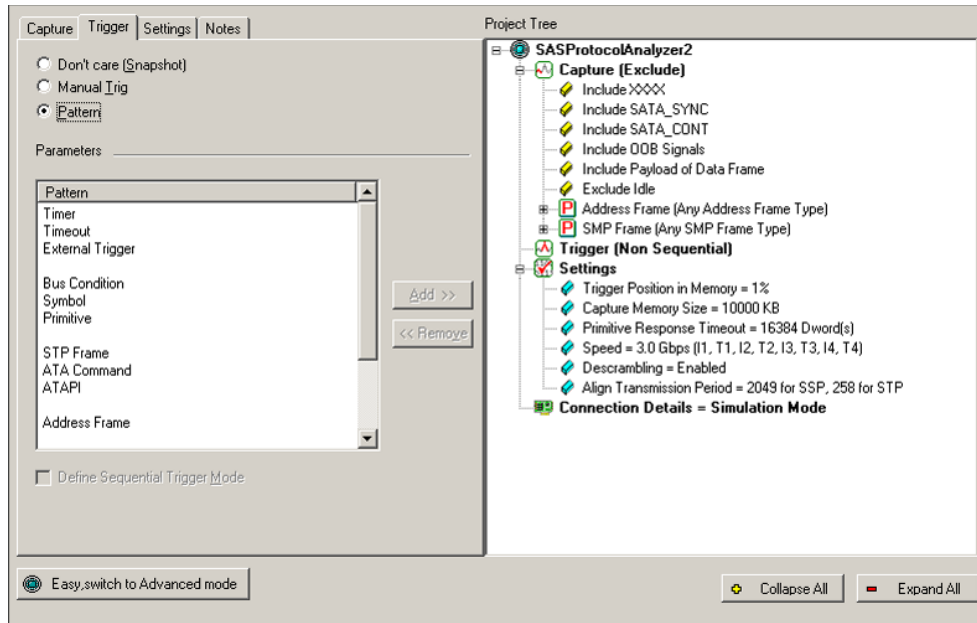 Capture
Trigger
Settings
Notes
Don't care (Snapshot)
Manual Trig
Pattern
Parameters
Pattern
Timer
Timeout
External Trigger
Bus Condition
Symbol
Primitive
STP Frame
ATA Command
ATAPI
Address Frame
Add >>
<< Remove
Define Sequential Trigger Mode
Project Tree
SASProtocolAnalyzer2
Capture (Exclude)
Include XXXX
Include SATA_SYNC
Include SATA_CONT
Include OOB Signals
Include Payload of Data Frame
Exclude Idle
P Address Frame (Any Address Frame Type)
P SMP Frame (Any SMP Frame Type)
Trigger (Non Sequential)
Settings
Trigger Position in Memory = 1%
Capture Memory Size = 10000 KB
Primitive Response Timeout = 16384 Dword(s)
Speed = 3.0 Gbps (I1, T1, I2, T2, I3, T3, I4, T4)
Descrambling = Enabled
Align Transmission Period = 2049 for SSP, 258 for STP
Connection Details = Simulation Mode
Easy,switch to Advanced mode
Collapse All
Expand All